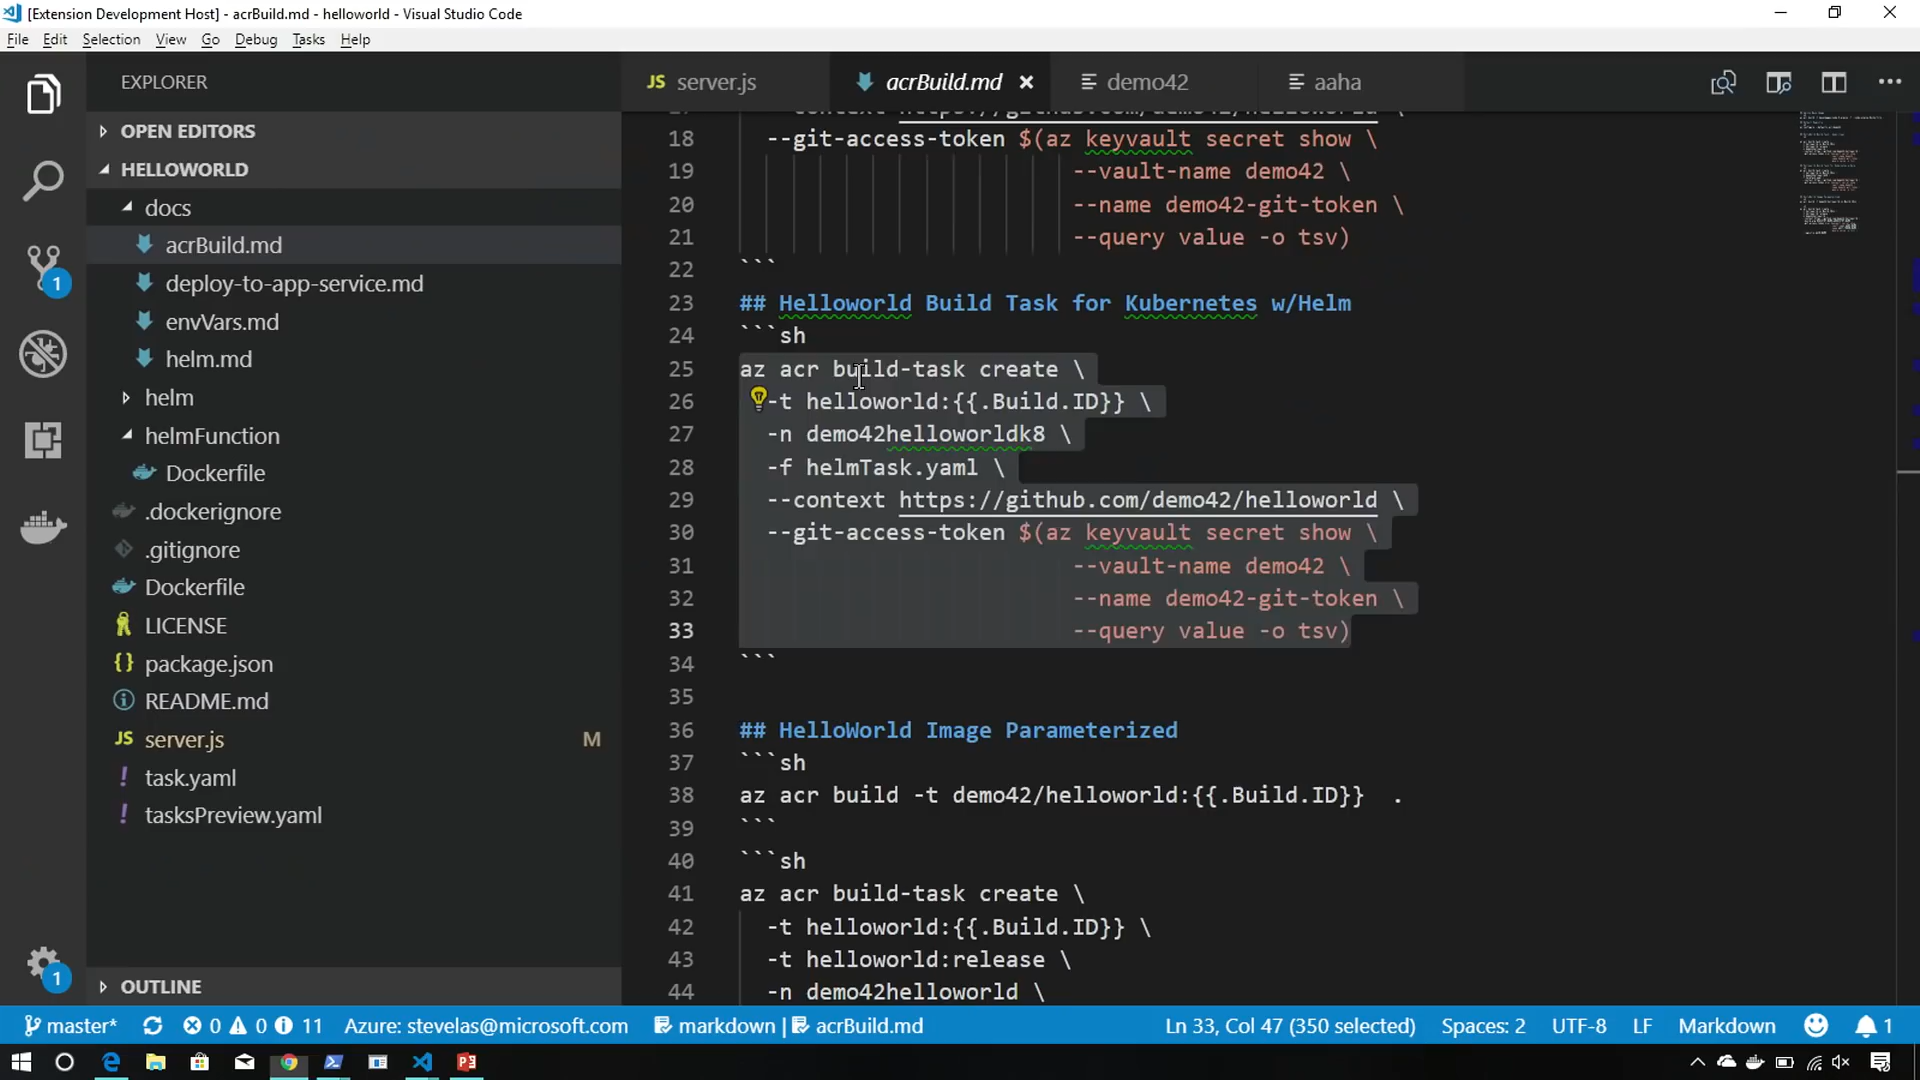 [Extension Development Host] - acrBuild.md - helloworld - Visual Studio Code
File Edit Selection View Go Debug Tasks Help
EXPLORER
OPEN EDITORS
HELLOWORLD
docs
acrBuild.md
deploy-to-app-service.md
envVars.md
helm.md
helm
helmFunction
Dockerfile
.dockerignore
.gitignore
Dockerfile
LICENSE
package.json
README.md
server.js M
task.yaml
tasksPreview.yaml
OUTLINE
1
1
JS server.js acrBuild.md demo42 aaha
17 --context https://github.com/demo42/helloworld \
18 --git-access-token $(az keyvault secret show \
19 --vault-name demo42 \
20 --name demo42-git-token \
21 --query value -o tsv)
22 ```
23 ## Helloworld Build Task for Kubernetes w/Helm
24 ```sh
25 az acr build-task create \
26 -t helloworld:{{.Build.ID}} \
27 -n demo42helloworldk8 \
28 -f helmTask.yaml \
29 --context https://github.com/demo42/helloworld \
30 --git-access-token $(az keyvault secret show \
31 --vault-name demo42 \
32 --name demo42-git-token \
33 --query value -o tsv)
34 ```
35
36 ## HelloWorld Image Parameterized
37 ```sh
38 az acr build -t demo42/helloworld:{{.Build.ID}} .
39 ```
40 ```sh
41 az acr build-task create \
42 -t helloworld:{{.Build.ID}} \
43 -t helloworld:release \
44 -n demo42helloworld \
master* 0 0 11 Azure: stevelas@microsoft.com markdown | acrBuild.md Ln 33, Col 47 (350 selected) Spaces: 2 UTF-8 LF Markdown 1